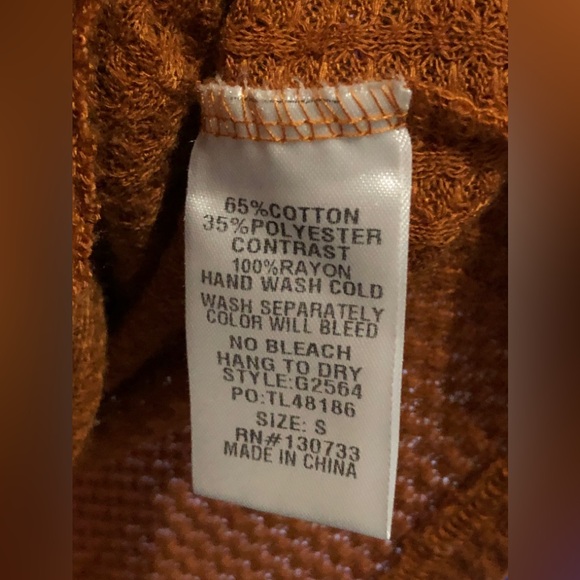 65%COTTON
35%POLYESTER
CONTRAST
100%RAYON
HAND WASH COLD
WASH SEPARATELY
COLOR WILL BLEED
NO BLEACH
HANG TO DRY
STYLE:G2564
PO:TL48186
SIZE: S
RN#130733
MADE IN CHINA